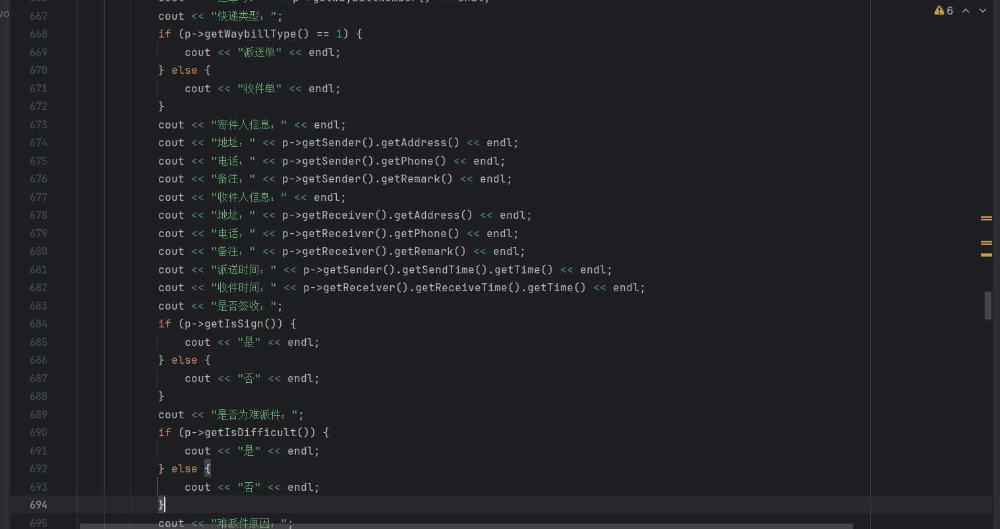 vo
6
667 cout << "快递类型：";
668 if (p->getWaybillType() == 1) {
669 cout << "派送单" << endl;
670 } else {
671 cout << "收件单" << endl;
672 }
673 cout << "寄件人信息：" << endl;
674 cout << "地址：" << p->getSender().getAddress() << endl;
675 cout << "电话：" << p->getSender().getPhone() << endl;
676 cout << "备注：" << p->getSender().getRemark() << endl;
677 cout << "收件人信息：" << endl;
678 cout << "地址：" << p->getReceiver().getAddress() << endl;
679 cout << "电话：" << p->getReceiver().getPhone() << endl;
680 cout << "备注：" << p->getReceiver().getRemark() << endl;
681 cout << "派送时间：" << p->getSender().getSendTime().getTime() << endl;
682 cout << "收件时间：" << p->getReceiver().getReceiveTime().getTime() << endl;
683 cout << "是否签收：";
684 if (p->getIsSign()) {
685 cout << "是" << endl;
686 } else {
687 cout << "否" << endl;
688 }
689 cout << "是否为难派件：";
690 if (p->getIsDifficult()) {
691 cout << "是" << endl;
692 } else {
693 cout << "否" << endl;
694 }
695 cout << "难派件原因：";